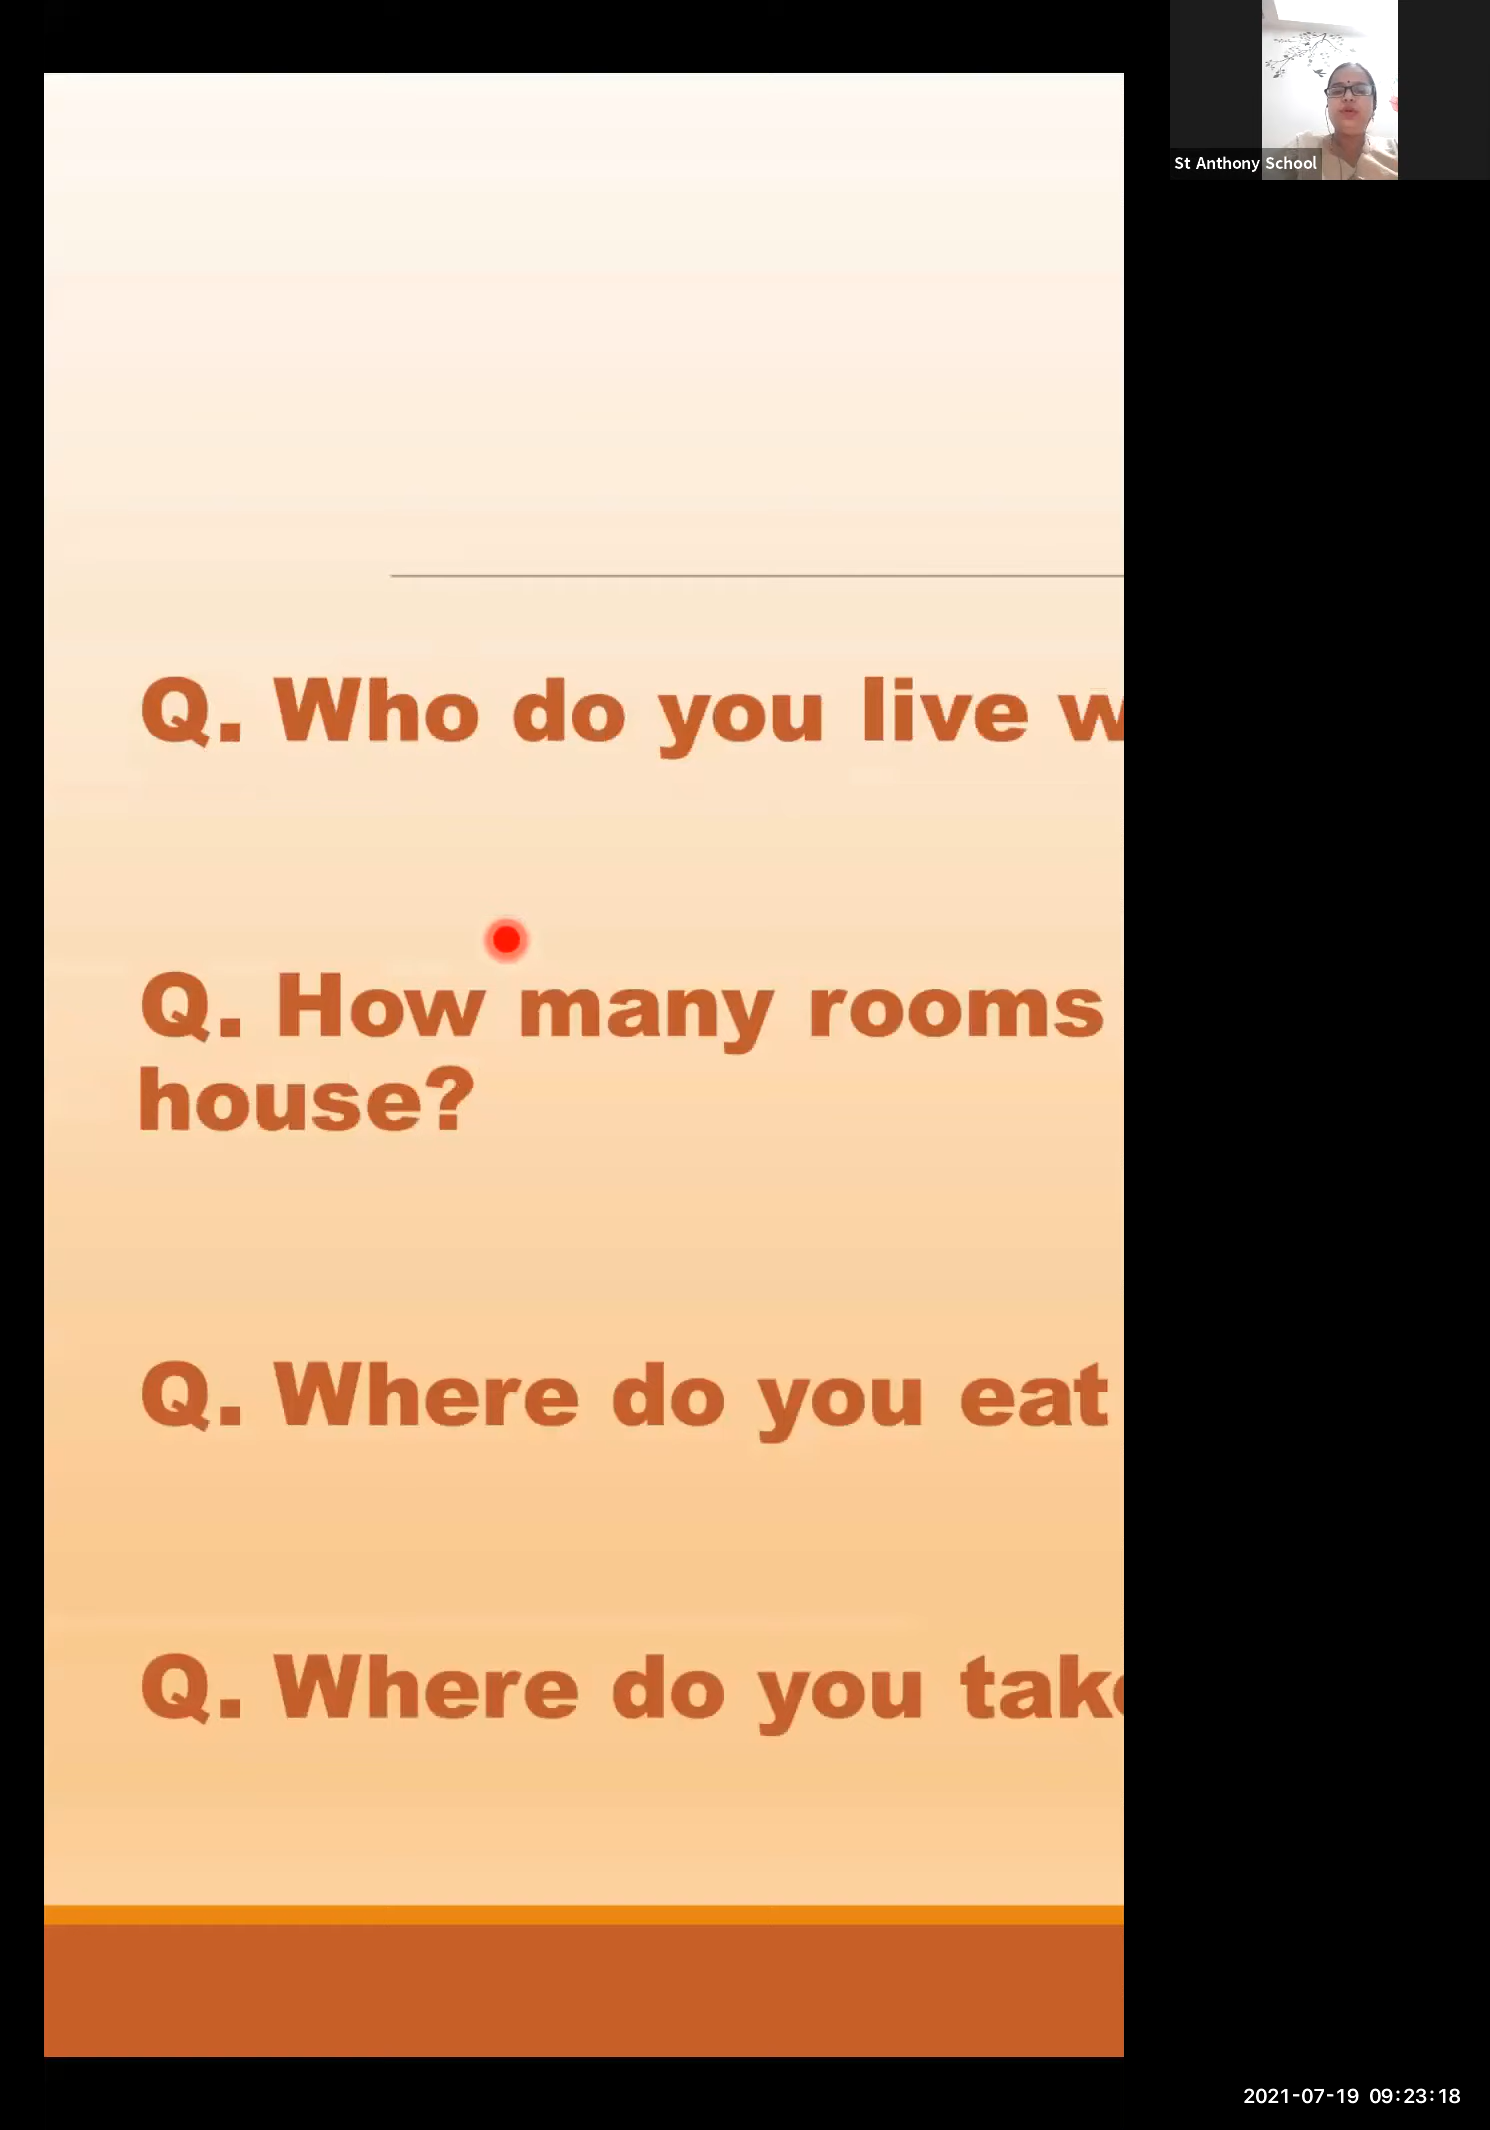 St Anthony School
Q. Who do you live
Q. How many rooms
house?
Q. Where do you eat
Q. Where do you
2021-07-19 09:23:18